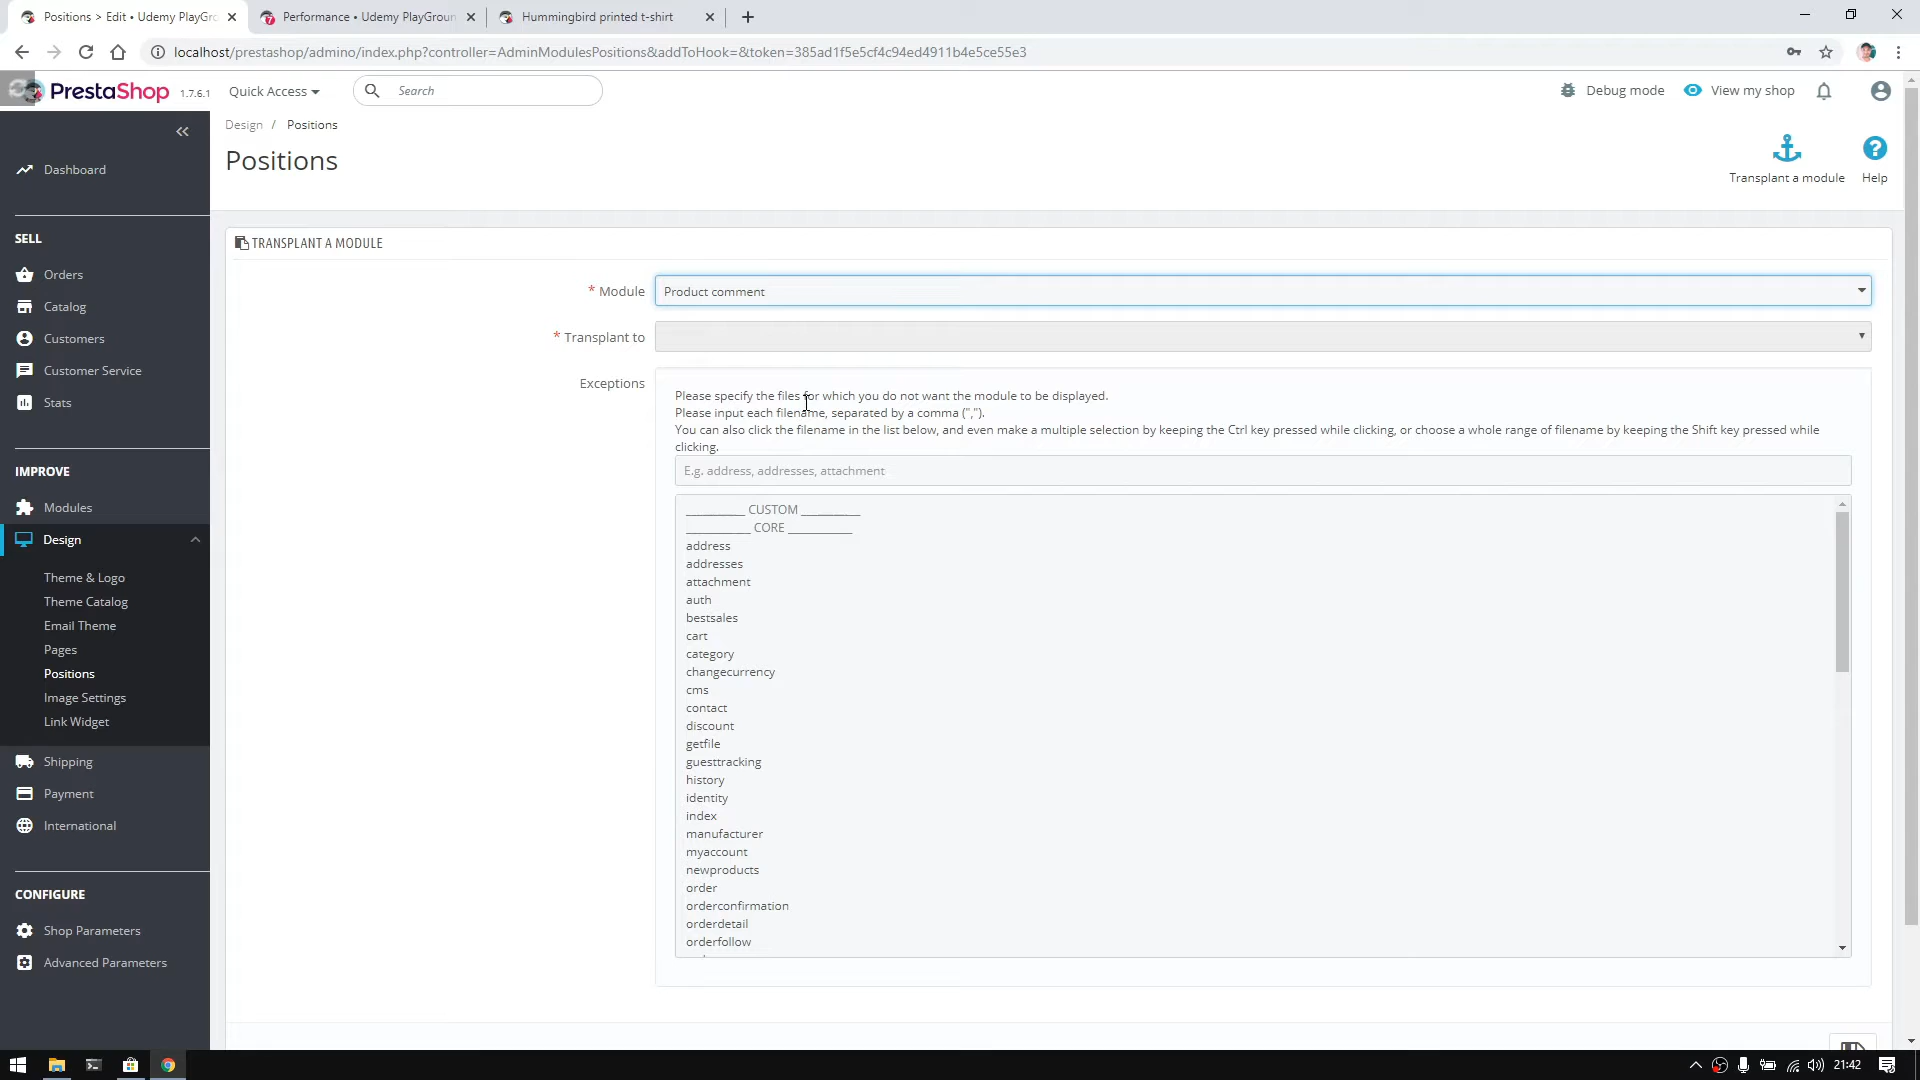 Positions > Edit • Udemy PlayGro
Performance • Udemy PlayGroun
Hummingbird printed t-shirt
localhost/prestashop/admino/index.php?controller=AdminModulesPositions&addToHook=&token=385ad1f5e5cf4c94ed4911b4e5ce55e3
PrestaShop 1.7.6.1
Quick Access
Search
Debug mode
View my shop
Design / Positions
Positions
Transplant a module
Help
Dashboard
SELL
Orders
Catalog
Customers
Customer Service
Stats
IMPROVE
Modules
Design
Theme & Logo
Theme Catalog
Email Theme
Pages
Positions
Image Settings
Link Widget
Shipping
Payment
International
CONFIGURE
Shop Parameters
Advanced Parameters
TRANSPLANT A MODULE
* Module
Product comment
* Transplant to
Exceptions
Please specify the files for which you do not want the module to be displayed.
Please input each filename, separated by a comma (",").
You can also click the filename in the list below, and even make a multiple selection by keeping the Ctrl key pressed while clicking, or choose a whole range of filename by keeping the Shift key pressed while
clicking.
E.g. address, addresses, attachment
___________ CUSTOM ___________
____________ CORE ____________
address
addresses
attachment
auth
bestsales
cart
category
changecurrency
cms
contact
discount
getfile
guesttracking
history
identity
index
manufacturer
myaccount
newproducts
order
orderconfirmation
orderdetail
orderfollow
21:42